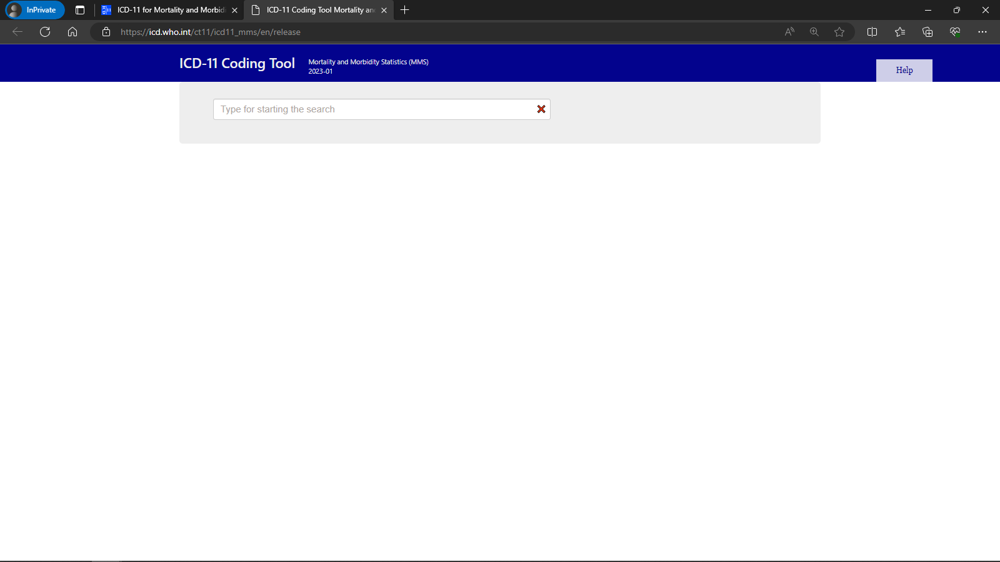 InPrivate
ICD-11 for Mortality and Morbidi
ICD-11 Coding Tool Mortality an
https://icd.who.int/ct11/icd11_mms/en/release
ICD-11 Coding Tool
Mortality and Morbidity Statistics (MMS)
2023-01
Help
Type for starting the search